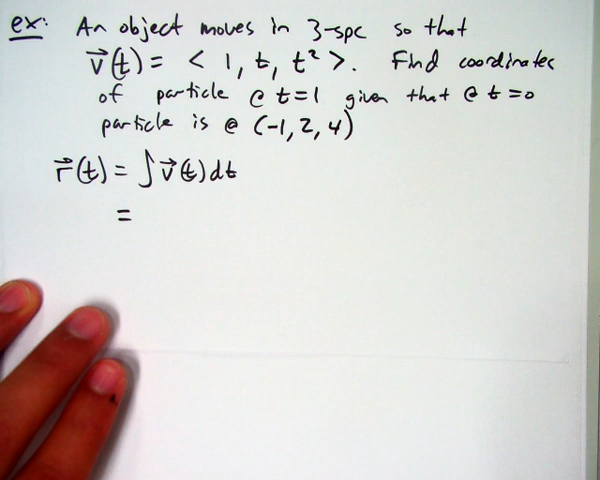 ex: An object moves in 3-spc so that
v⃗(t) = < 1, t, t² >. Find coordinates
of particle @ t=1 given that @ t=0
particle is @ (-1, 2, 4)
r⃗(t) = ∫ v⃗(t) dt
=